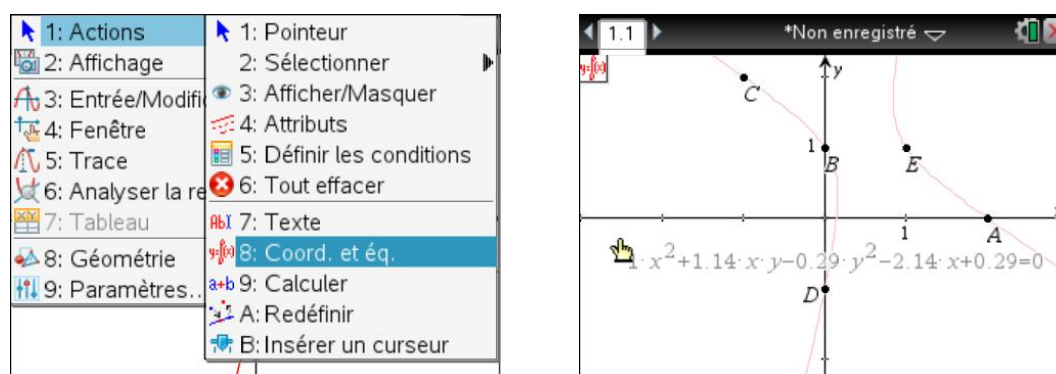 1: Actions
2: Affichage
3: Entrée/Modifi
4: Fenêtre
5: Trace
6: Analyser la re
7: Tableau
8: Géométrie
9: Paramètres..
1: Pointeur
2: Sélectionner
3: Afficher/Masquer
4: Attributs
5: Définir les conditions
6: Tout effacer
7: Texte
8: Coord. et éq.
9: Calculer
A: Redéfinir
B: Insérer un curseur
1.1 *Non enregistré
y
C
1 B E
1 A
1·x²+1.14·x·y−0.29·y²−2.14·x+0.29=0
D